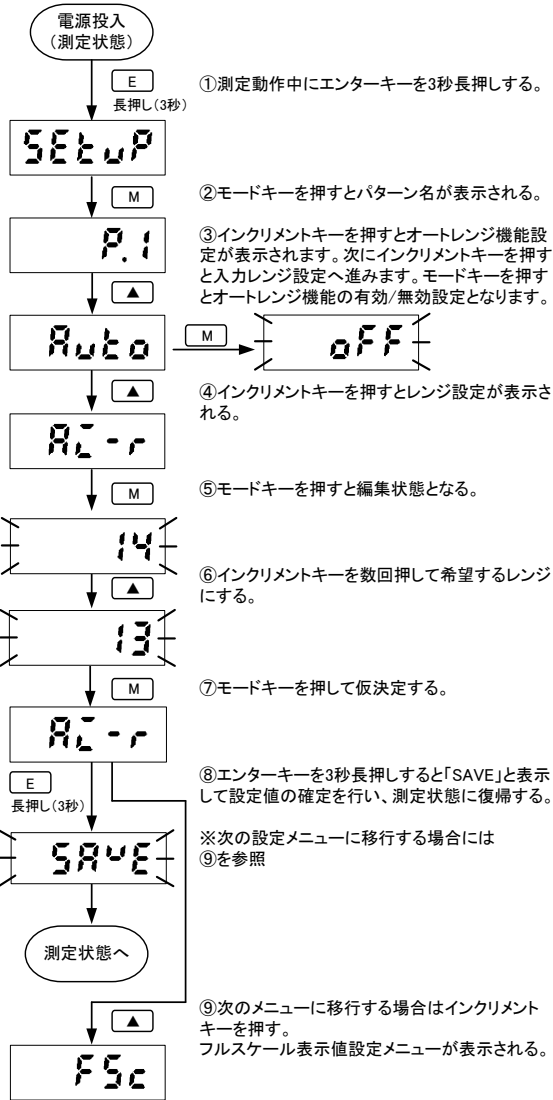 電源投入
(測定状態)
E
長押し(3秒)
①測定動作中にエンターキーを3秒長押しする。
SEtuP
M
②モードキーを押すとパターン名が表示される。
P.1
③インクリメントキーを押すとオートレンジ機能設
定が表示されます。次にインクリメントキーを押す
と入力レンジ設定へ進みます。モードキーを押す
とオートレンジ機能の有効/無効設定となります。
▲
Auto
M
oFF
▲
④インクリメントキーを押すとレンジ設定が表示さ
れる。
Ai-r
M
⑤モードキーを押すと編集状態となる。
14
▲
⑥インクリメントキーを数回押して希望するレンジ
にする。
13
M
⑦モードキーを押して仮決定する。
Ai-r
E
長押し(3秒)
⑧エンターキーを3秒長押しすると「SAVE」と表示
して設定値の確定を行い、測定状態に復帰する。
SAVE
※次の設定メニューに移行する場合には
⑨を参照
測定状態へ
▲
⑨次のメニューに移行する場合はインクリメント
キーを押す。
フルスケール表示値設定メニューが表示される。
FSc